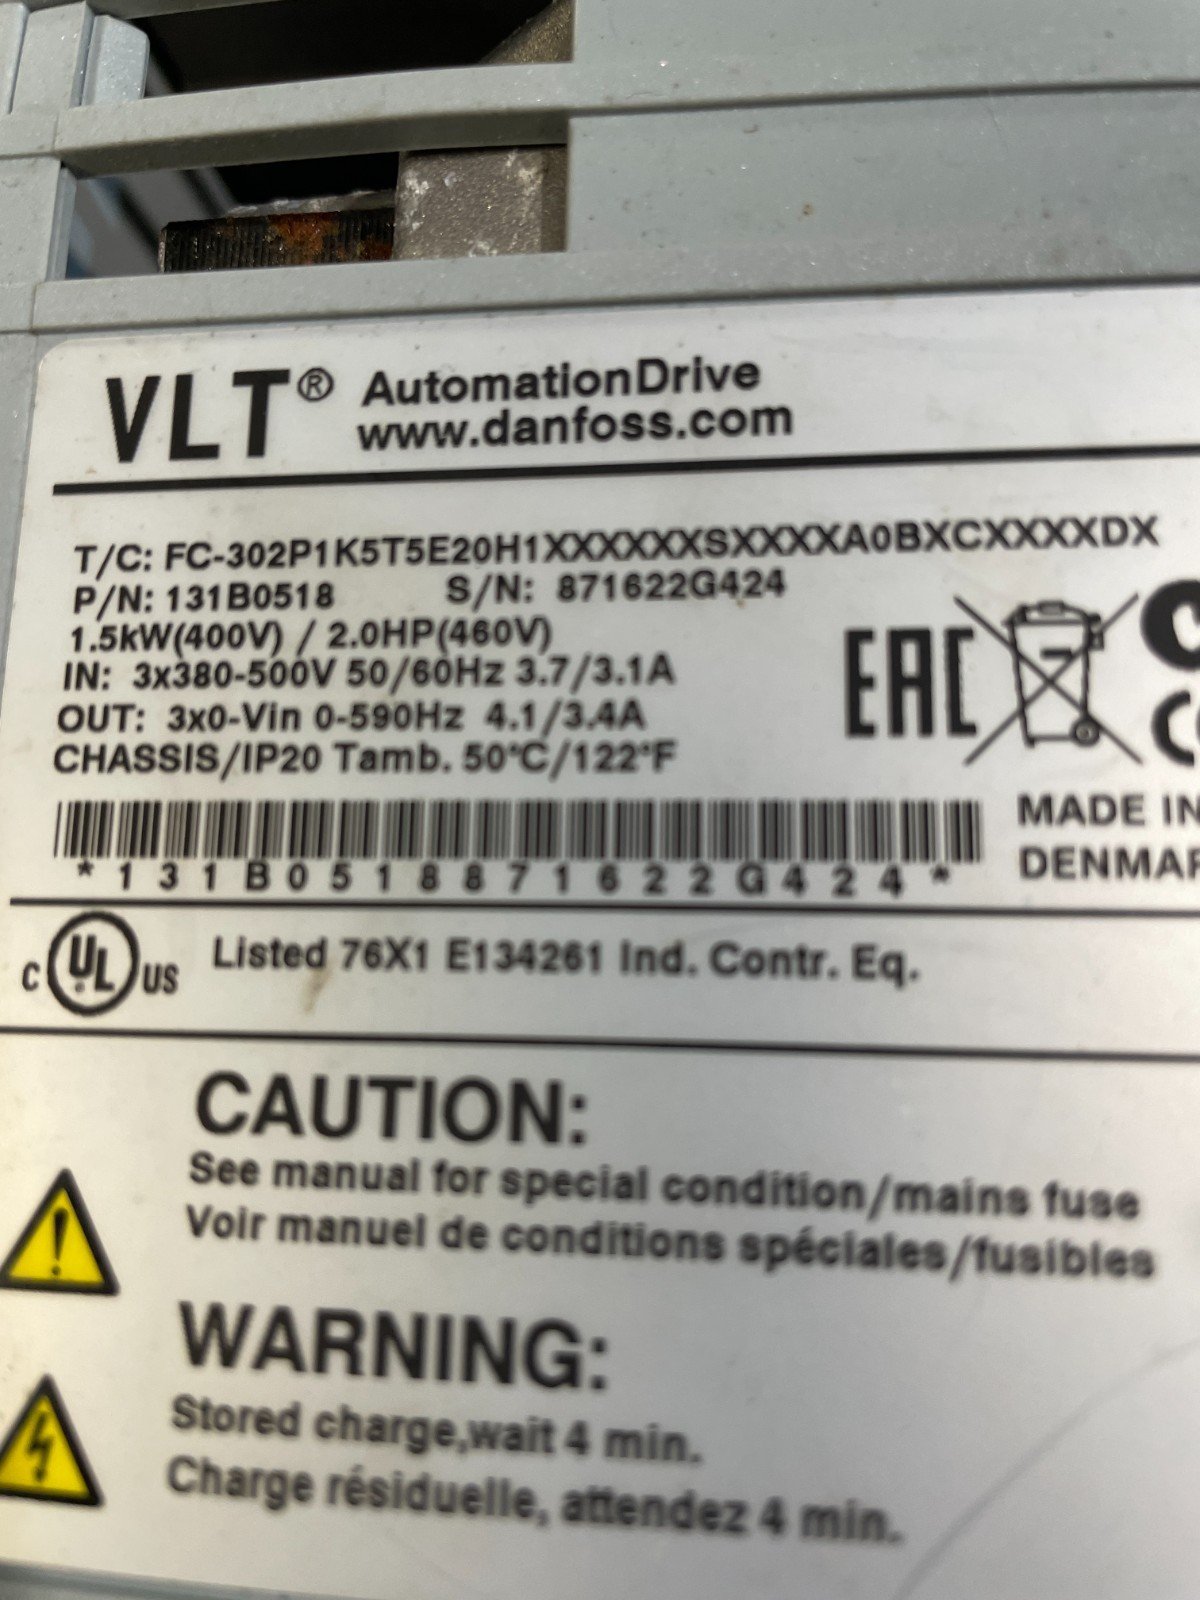 VLT® AutomationDrive
www.danfoss.com
T/C: FC-302P1K5T5E20H1XXXXXXSXXXXA0BXCXXXXDX
P/N: 131B0518 S/N: 871622G424
1.5kW(400V) / 2.0HP(460V)
IN: 3x380-500V 50/60Hz 3.7/3.1A
OUT: 3x0-Vin 0-590Hz 4.1/3.4A
CHASSIS/IP20 Tamb. 50°C/122°F
EAC
*131B0518871622G424*
MADE IN
DENMAR
C UL US Listed 76X1 E134261 Ind. Contr. Eq.
CAUTION:
See manual for special condition/mains fuse
Voir manuel de conditions spéciales/fusibles
WARNING:
Stored charge,wait 4 min.
Charge résiduelle, attendez 4 min.